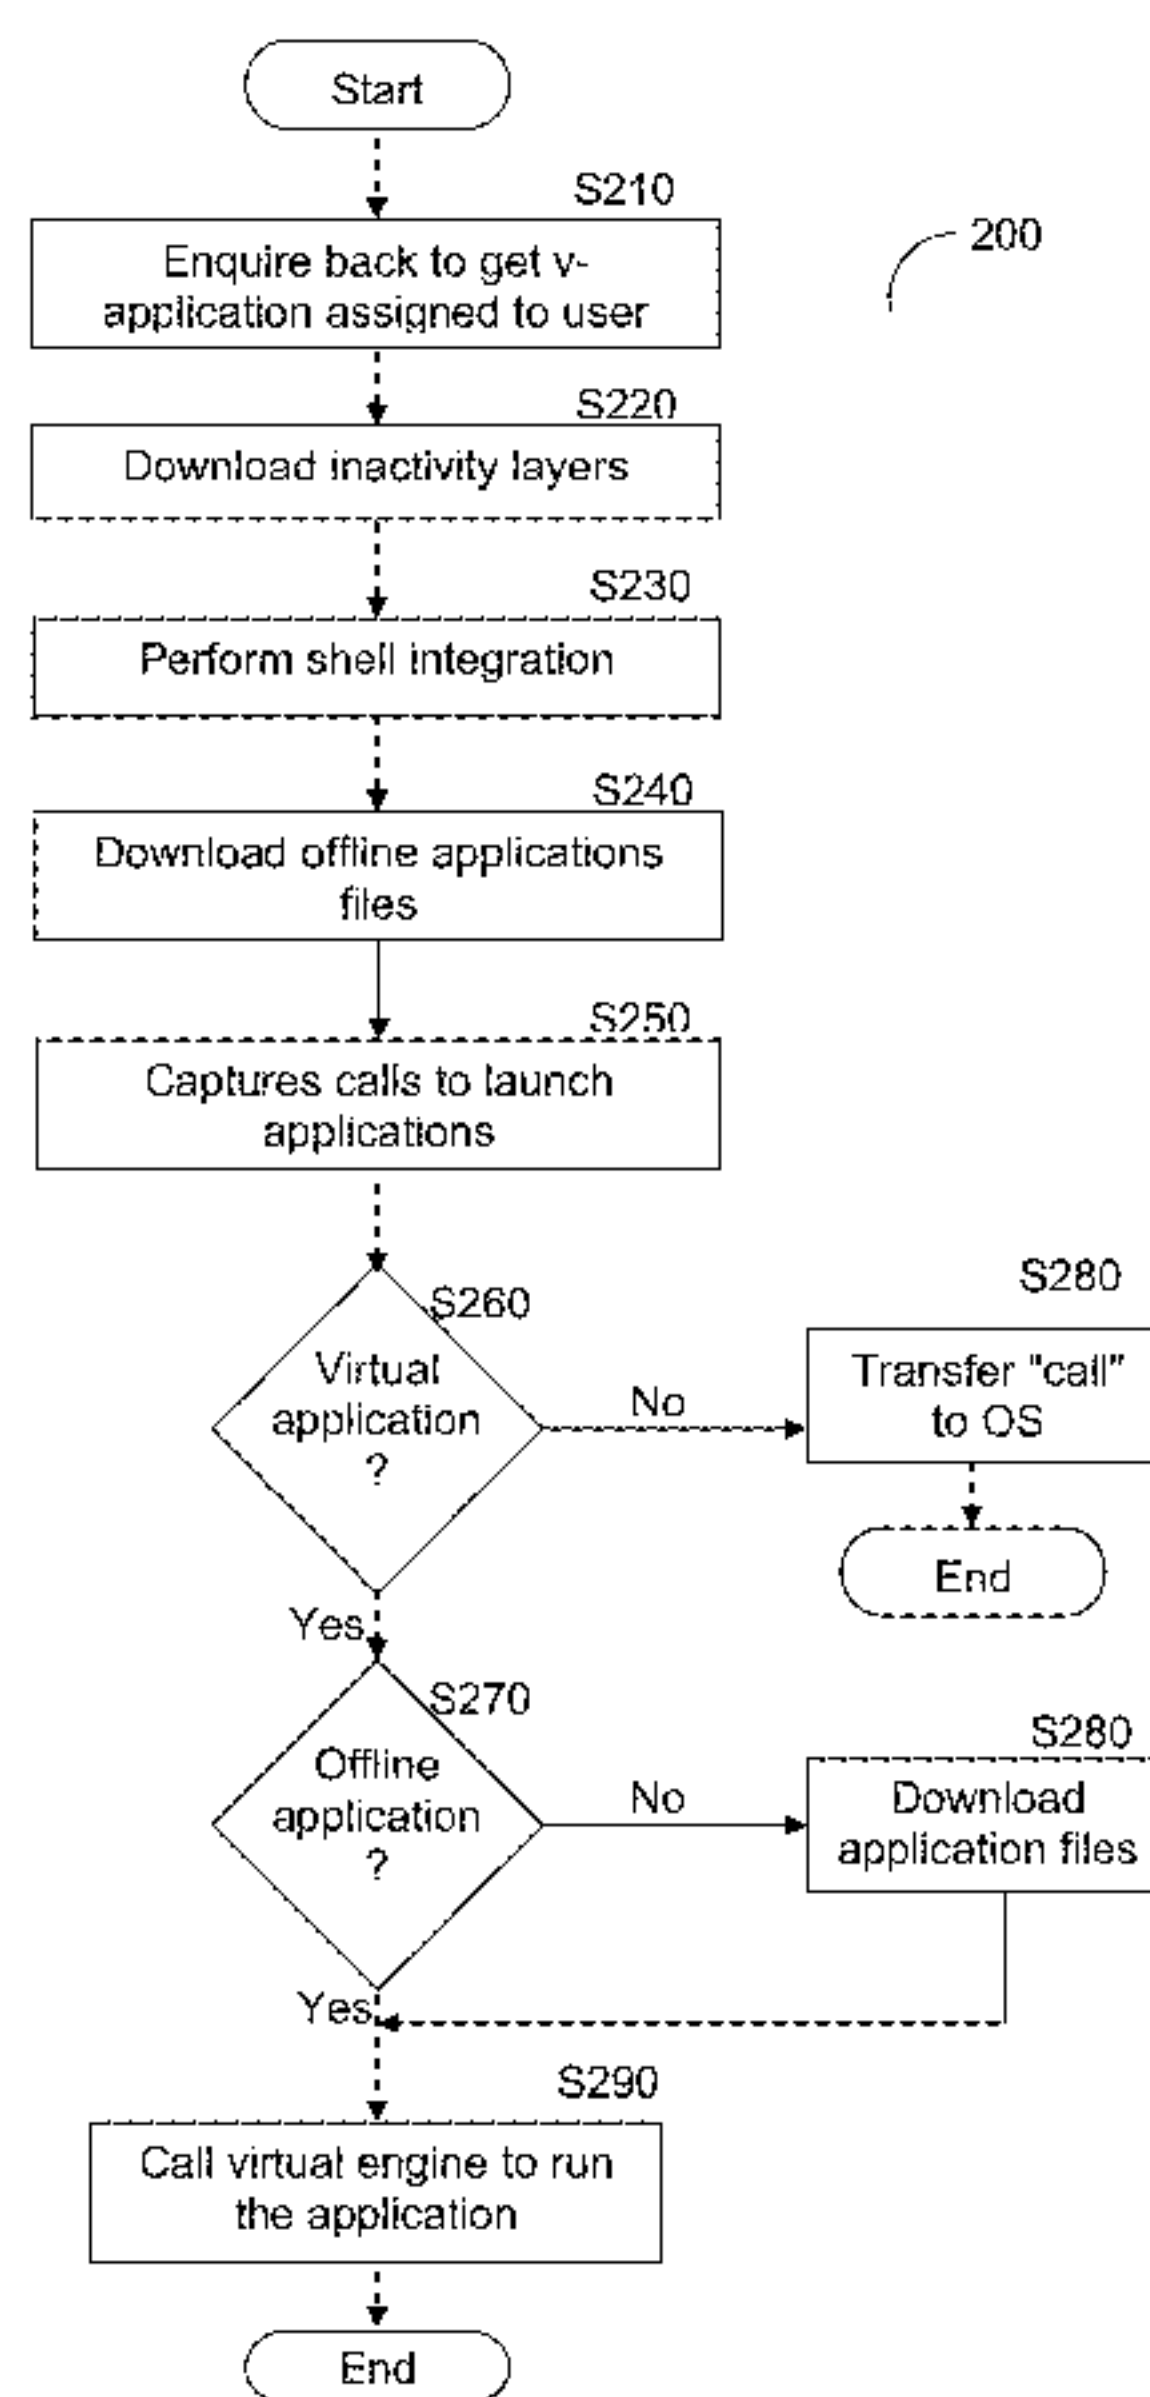 Start
S210
200
Enquire back to get v-
application assigned to user
S220
Download inactivity layers
S230
Perform shell integration
S240
Download offline applications
files
S250
Captures calls to launch
applications
S260
Virtual
application
?
No
S280
Transfer "call"
to OS
End
Yes
S270
Offline
application
?
No
S280
Download
application files
Yes
S290
Call virtual engine to run
the application
End